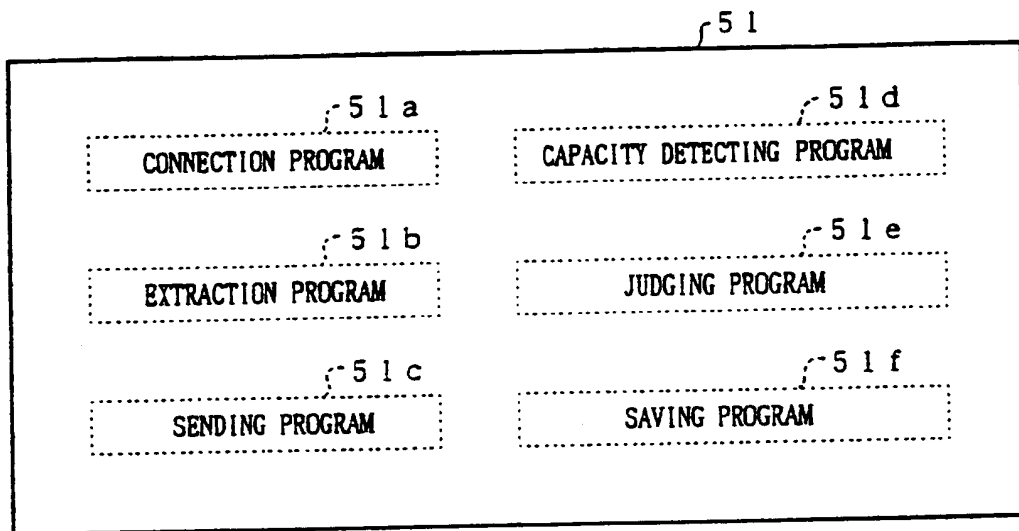 51
51a
CONNECTION PROGRAM
51b
EXTRACTION PROGRAM
51c
SENDING PROGRAM
51d
CAPACITY DETECTING PROGRAM
51e
JUDGING PROGRAM
51f
SAVING PROGRAM